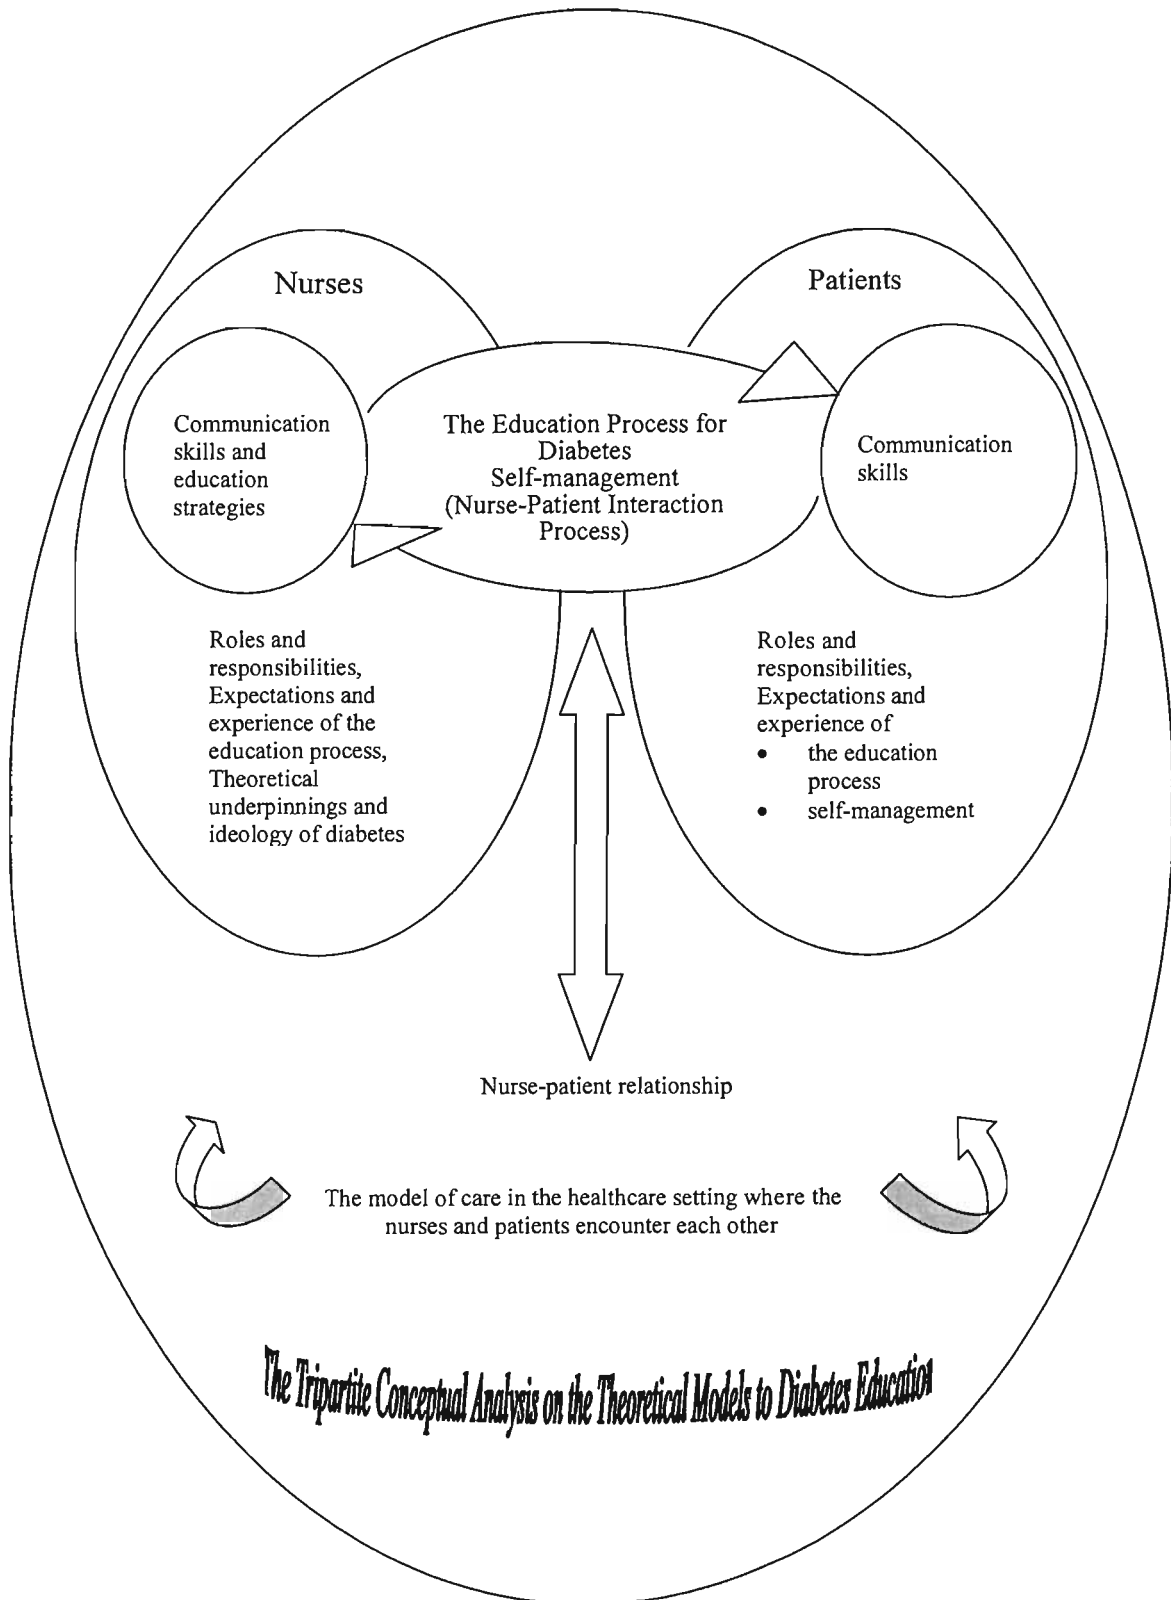 Nurses
Patients
Communication
skills and
education
strategies
The Education Process for
Diabetes
Self-management
(Nurse-Patient Interaction
Process)
Communication
skills
Roles and
responsibilities,
Expectations and
experience of the
education process,
Theoretical
underpinnings and
ideology of diabetes
Roles and
responsibilities,
Expectations and
experience of
• the education
process
• self-management
Nurse-patient relationship
The model of care in the healthcare setting where the
nurses and patients encounter each other
The Tripartite Conceptual Analysis on the Theoretical Models to Diabetes Education